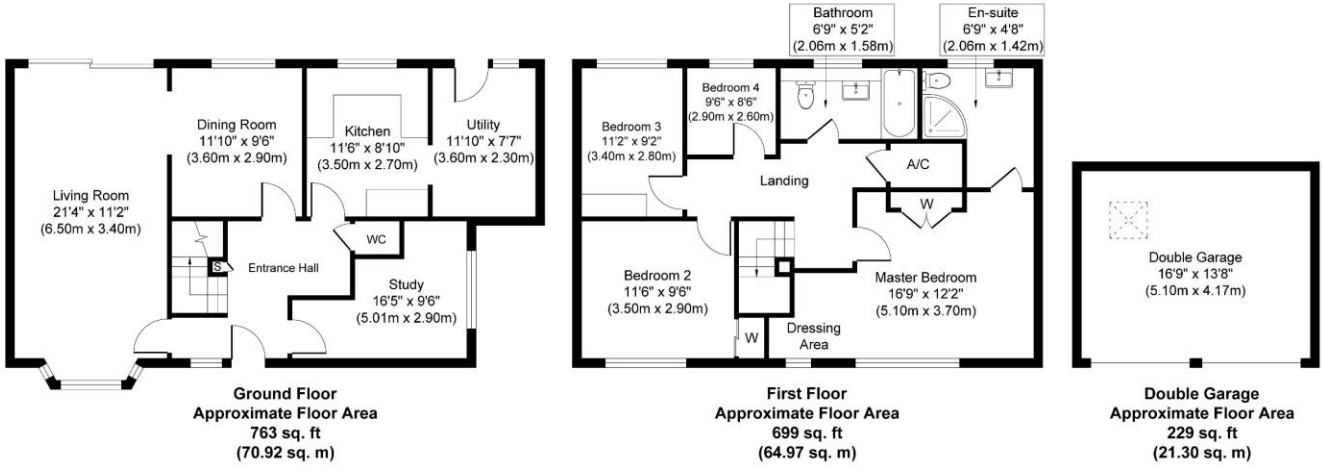 Bathroom
6'9" x 5'2"
(2.06m x 1.58m)
En-suite
6'9" x 4'8"
(2.06m x 1.42m)
Dining Room
11'10" x 9'6"
(3.60m x 2.90m)
Kitchen
11'6" x 8'10"
(3.50m x 2.70m)
Utility
11'10" x 7'7"
(3.60m x 2.30m)
Living Room
21'4" x 11'2"
(6.50m x 3.40m)
WC
S
Entrance Hall
Study
16'5" x 9'6"
(5.01m x 2.90m)
Ground Floor
Approximate Floor Area
763 sq. ft
(70.92 sq. m)
Bedroom 4
9'6" x 8'6"
(2.90m x 2.60m)
Bedroom 3
11'2" x 9'2"
(3.40m x 2.80m)
A/C
Landing
W
Bedroom 2
11'6" x 9'6"
(3.50m x 2.90m)
Master Bedroom
16'9" x 12'2"
(5.10m x 3.70m)
W
Dressing
Area
First Floor
Approximate Floor Area
699 sq. ft
(64.97 sq. m)
Double Garage
16'9" x 13'8"
(5.10m x 4.17m)
Double Garage
Approximate Floor Area
229 sq. ft
(21.30 sq. m)